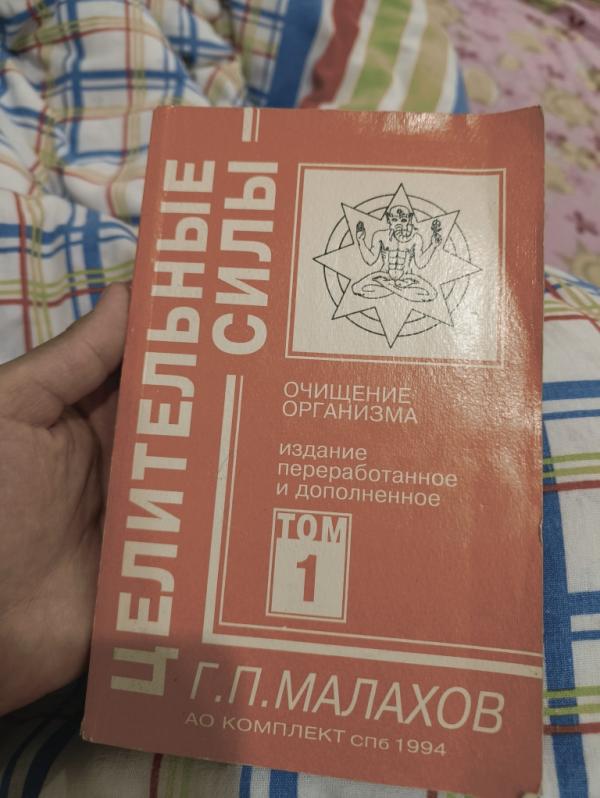 ЦЕЛИТЕЛЬНЫЕ
СИЛЫ
ОЧИЩЕНИЕ
ОРГАНИЗМА
издание
переработанное
и дополненное
ТОМ
1
Г.П.МАЛАХОВ
АО КОМПЛЕКТ СПб 1994